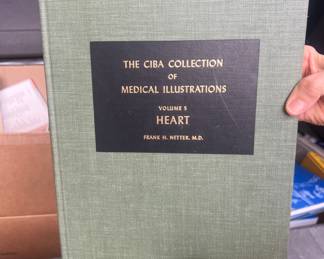 THE CIBA COLLECTION
OF
MEDICAL ILLUSTRATIONS
VOLUME 5
HEART
FRANK H. NETTER, M.D.